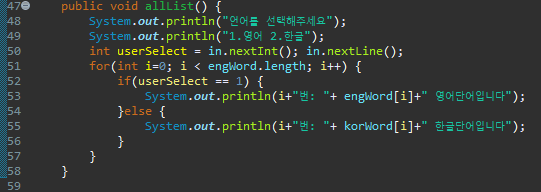 47 public void allList() {
48 System.out.println("언어를 선택해주세요");
49 System.out.println("1.영어 2.한글");
50 int userSelect = in.nextInt(); in.nextLine();
51 for(int i=0; i < engWord.length; i++) {
52 if(userSelect == 1) {
53 System.out.println(i+"번: "+ engWord[i]+" 영어단어입니다");
54 }else {
55 System.out.println(i+"번: "+ korWord[i]+" 한글단어입니다");
56 }
57 }
58 }
59